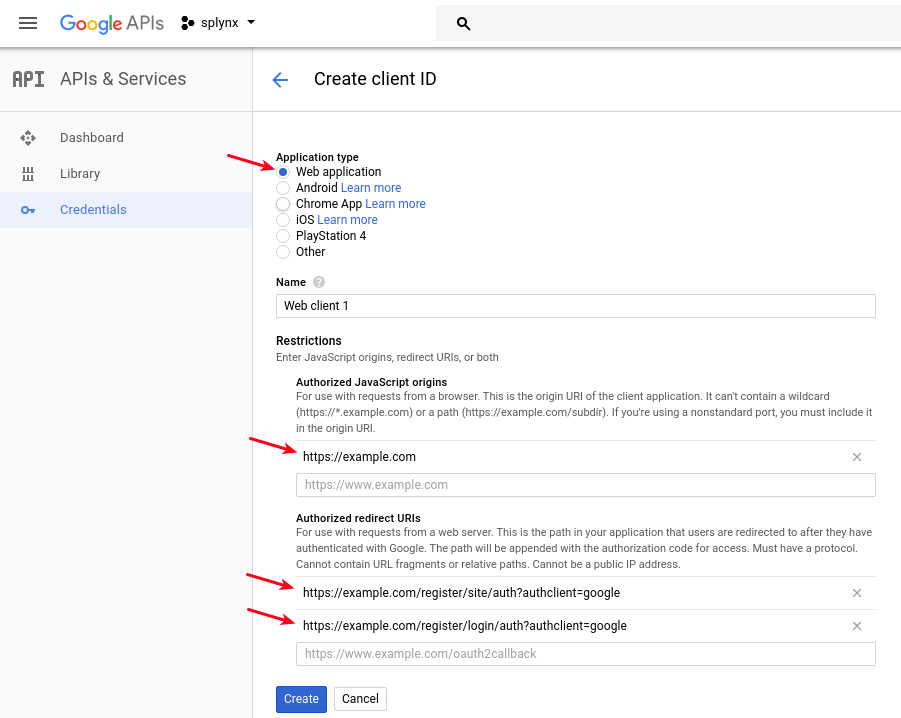 Google APIs splynx
API APIs & Services
Create client ID
Dashboard
Library
Credentials
Application type
Web application
Android Learn more
Chrome App Learn more
iOS Learn more
PlayStation 4
Other
Name ?
Web client 1
Restrictions
Enter JavaScript origins, redirect URIs, or both
Authorized JavaScript origins
For use with requests from a browser. This is the origin URI of the client application. It can't contain a wildcard
(https://*.example.com) or a path (https://example.com/subdir). If you're using a nonstandard port, you must include it
in the origin URI.
https://example.com
https://www.example.com
Authorized redirect URIs
For use with requests from a web server. This is the path in your application that users are redirected to after they have
authenticated with Google. The path will be appended with the authorization code for access. Must have a protocol.
Cannot contain URL fragments or relative paths. Cannot be a public IP address.
https://example.com/register/site/auth?authclient=google
https://example.com/register/login/auth?authclient=google
https://www.example.com/oauth2callback
Create Cancel